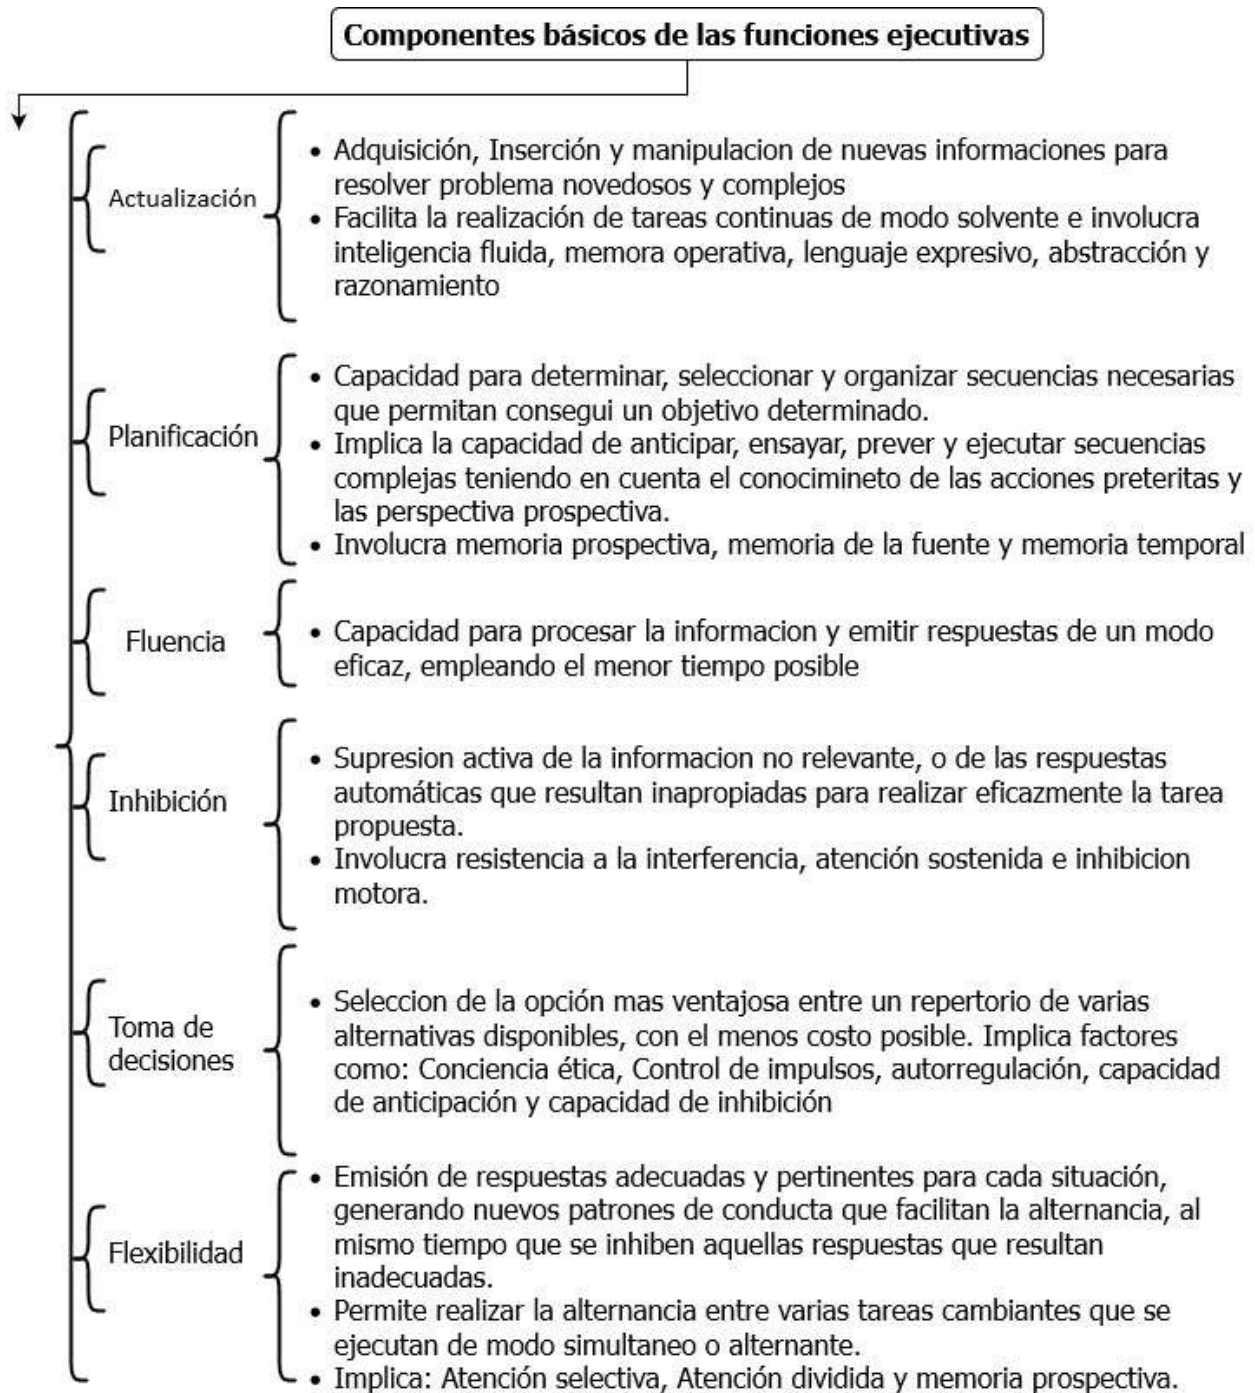 Componentes básicos de las funciones ejecutivas
Actualización
• Adquisición, Inserción y manipulacion de nuevas informaciones para
resolver problema novedosos y complejos
• Facilita la realización de tareas continuas de modo solvente e involucra
inteligencia fluida, memora operativa, lenguaje expresivo, abstracción y
razonamiento
Planificación
• Capacidad para determinar, seleccionar y organizar secuencias necesarias
que permitan consegui un objetivo determinado.
• Implica la capacidad de anticipar, ensayar, prever y ejecutar secuencias
complejas teniendo en cuenta el conocimineto de las acciones preteritas y
las perspectiva prospectiva.
• Involucra memoria prospectiva, memoria de la fuente y memoria temporal
Fluencia
• Capacidad para procesar la informacion y emitir respuestas de un modo
eficaz, empleando el menor tiempo posible
Inhibición
• Supresion activa de la informacion no relevante, o de las respuestas
automáticas que resultan inapropiadas para realizar eficazmente la tarea
propuesta.
• Involucra resistencia a la interferencia, atención sostenida e inhibicion
motora.
Toma de
decisiones
• Seleccion de la opción mas ventajosa entre un repertorio de varias
alternativas disponibles, con el menos costo posible. Implica factores
como: Conciencia ética, Control de impulsos, autorregulación, capacidad
de anticipación y capacidad de inhibición
Flexibilidad
• Emisión de respuestas adecuadas y pertinentes para cada situación,
generando nuevos patrones de conducta que facilitan la alternancia, al
mismo tiempo que se inhiben aquellas respuestas que resultan
inadecuadas.
• Permite realizar la alternancia entre varias tareas cambiantes que se
ejecutan de modo simultaneo o alternante.
• Implica: Atención selectiva, Atención dividida y memoria prospectiva.